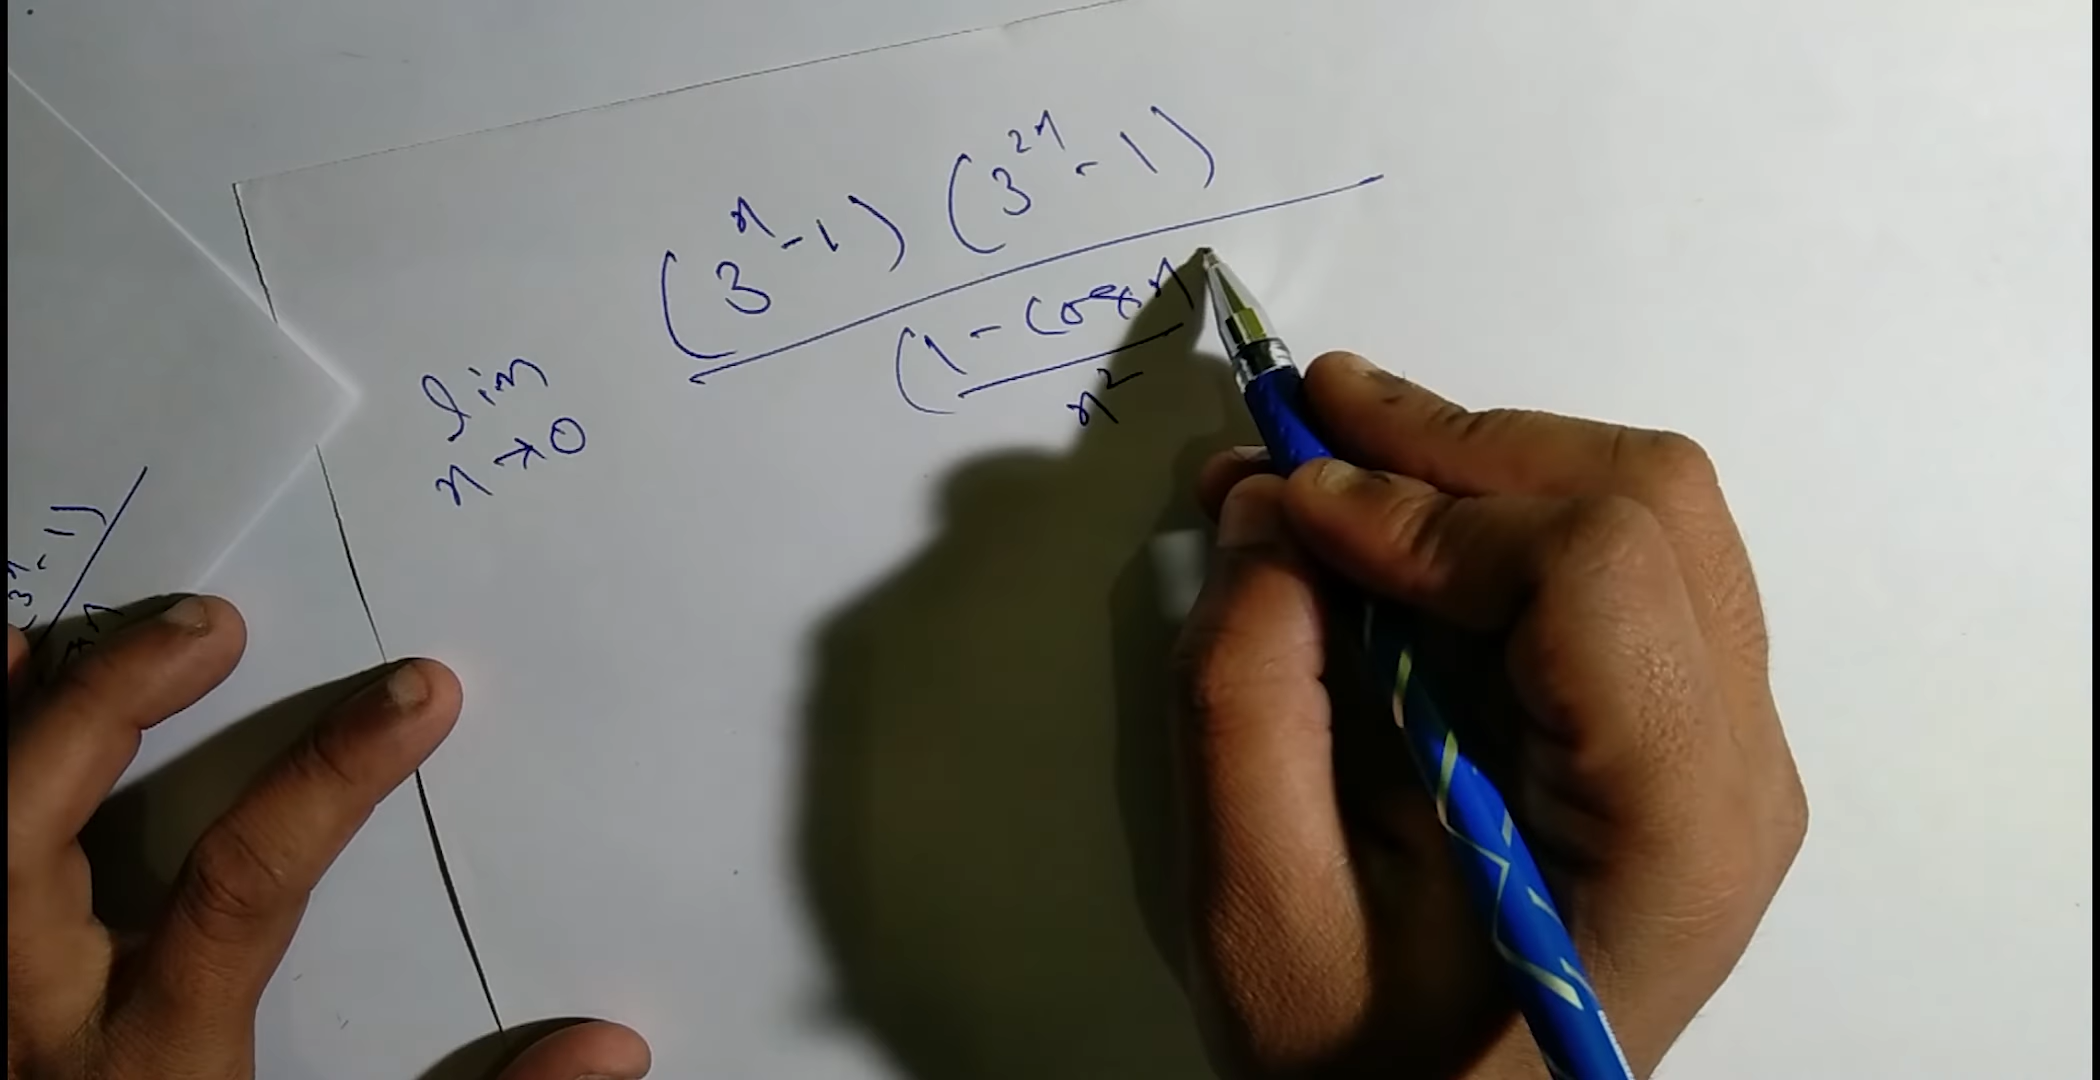 (3^x - 1) (3^2x - 1)
lim
(1 - cos x
x → 0
x^2